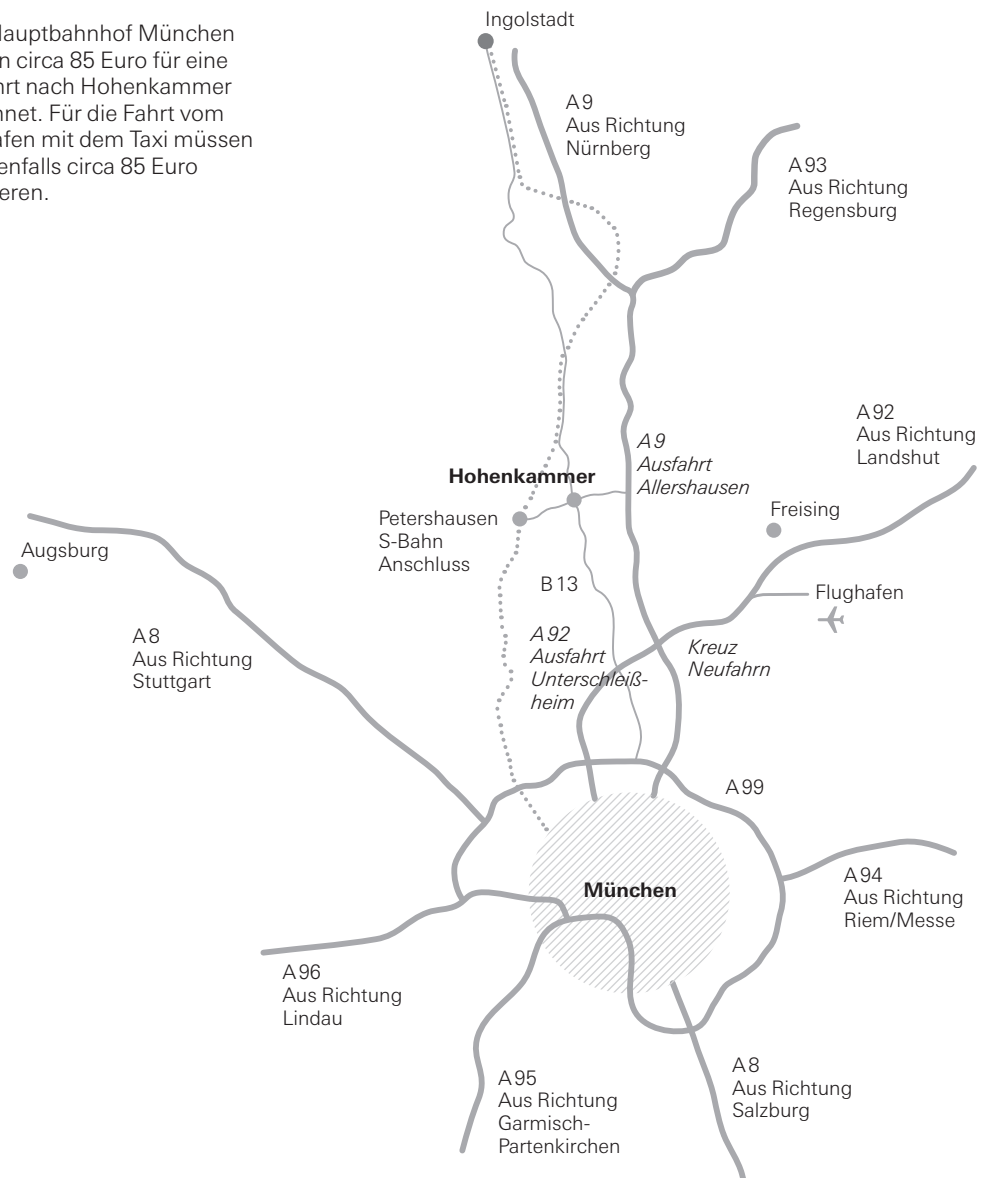 Hauptbahnhof München
n circa 85 Euro für eine
hrt nach Hohenkammer
hnet. Für die Fahrt vom
afen mit dem Taxi müssen
enfalls circa 85 Euro
ieren.
Ingolstadt
A 9
Aus Richtung
Nürnberg
A 93
Aus Richtung
Regensburg
A 92
Aus Richtung
Landshut
A 9
Ausfahrt
Allershausen
Hohenkammer
Freising
Petershausen
S-Bahn
Anschluss
Augsburg
B 13
Flughafen
A 8
Aus Richtung
Stuttgart
A 92
Ausfahrt
Unterschleiß-
heim
Kreuz
Neufahrn
A 99
München
A 94
Aus Richtung
Riem/Messe
A 96
Aus Richtung
Lindau
A 95
Aus Richtung
Garmisch-
Partenkirchen
A 8
Aus Richtung
Salzburg